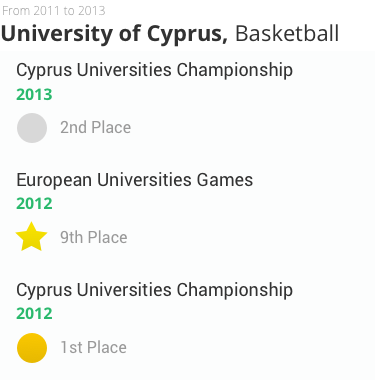 From 2011 to 2013
University of Cyprus, Basketball
Cyprus Universities Championship
2013
2nd Place
European Universities Games
2012
9th Place
Cyprus Universities Championship
2012
1st Place